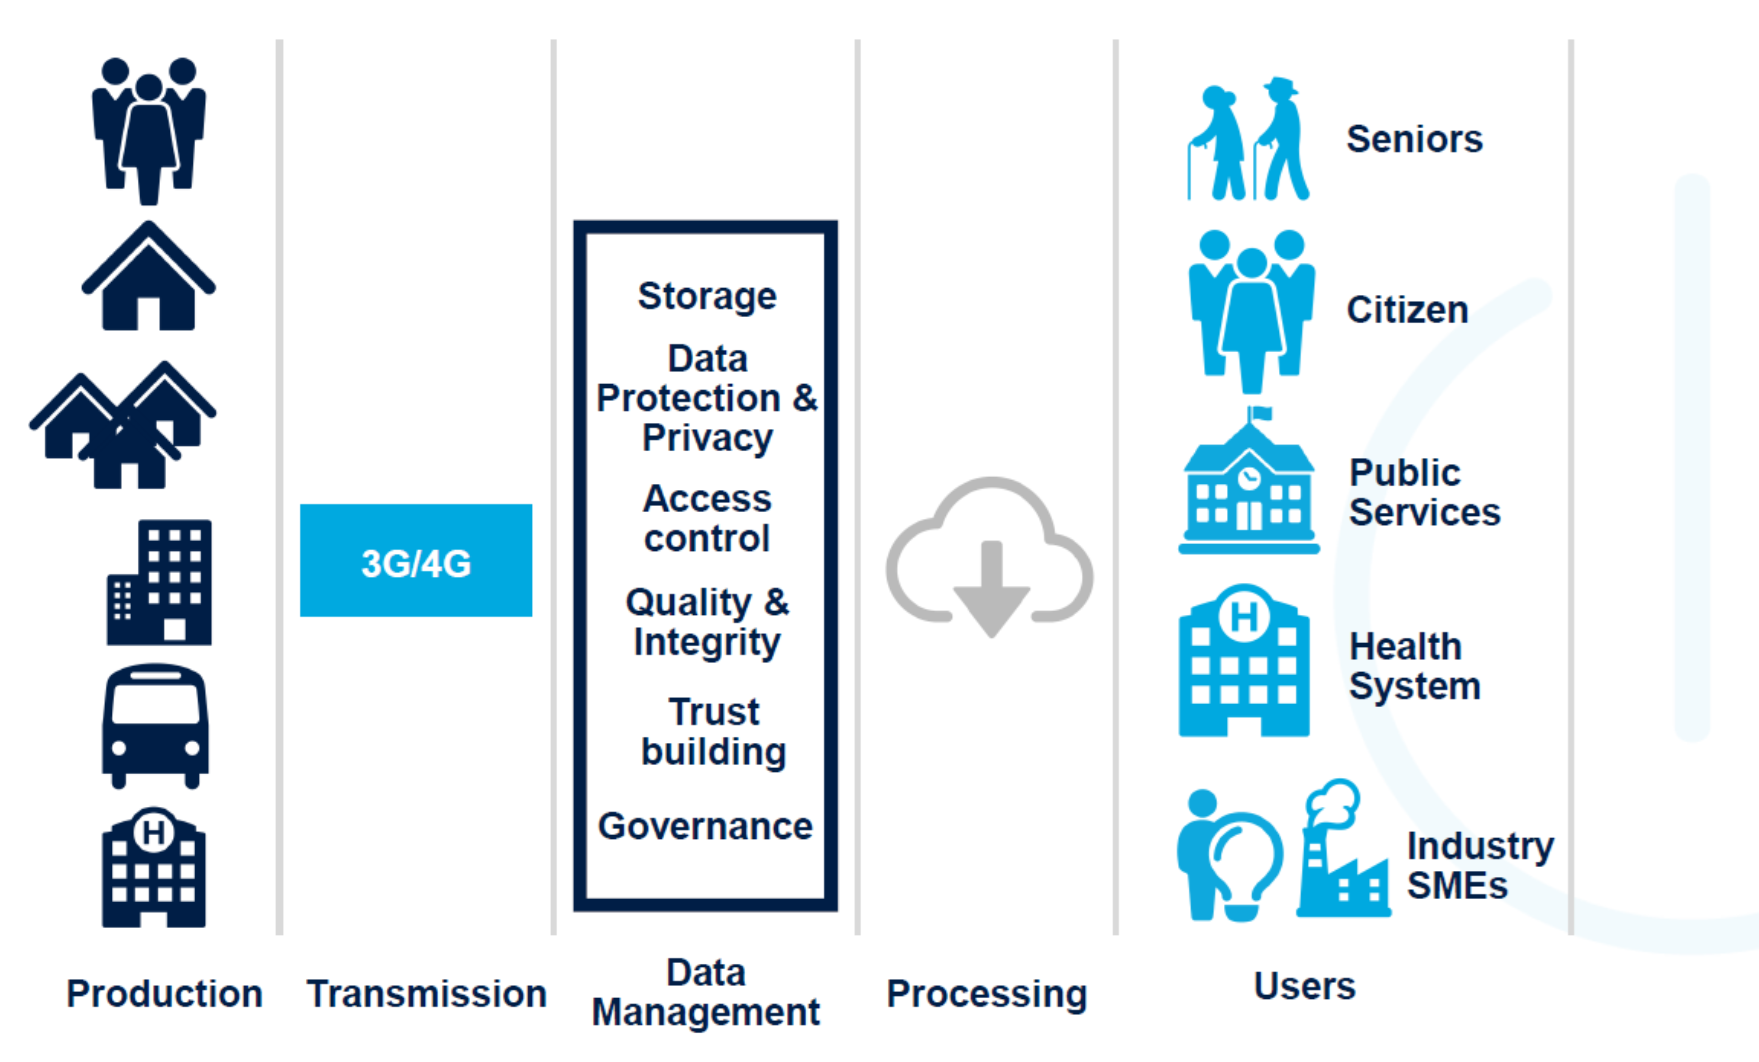 Seniors
Citizen
Public
Services
Health
System
Industry
SMEs
3G/4G
Storage
Data
Protection &
Privacy
Access
control
Quality &
Integrity
Trust
building
Governance
H
H
Production
Transmission
Data
Management
Processing
Users